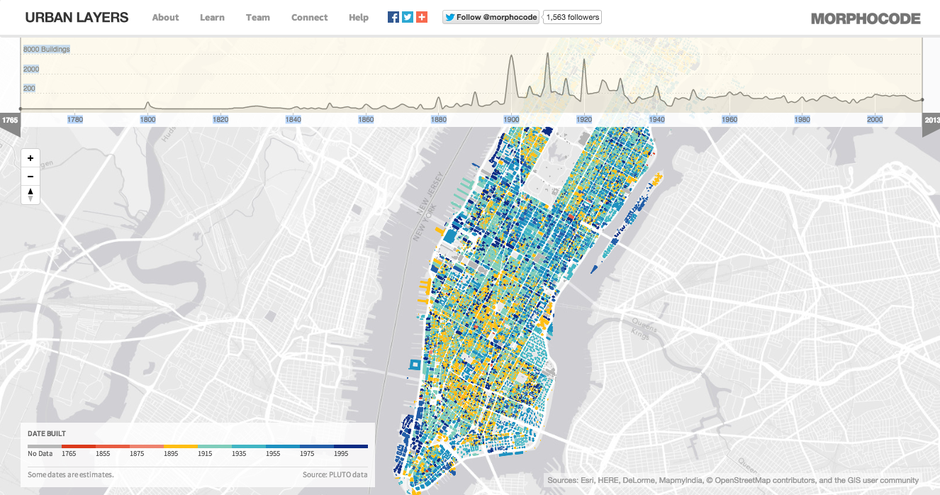 URBAN LAYERS About Learn Team Connect Help Follow @morphocode 1,563 followers MORPHOCODE
8000 Buildings
2000
200
1765 1780 1800 1820 1840 1860 1880 1900 1920 1940 1960 1980 2000 2013
+
−
NEW JERSEY
NEW YORK
DATE BUILT
No Data 1765 1855 1875 1895 1915 1935 1955 1975 1995
Some dates are estimates. Source: PLUTO data
Sources: Esri, HERE, DeLorme, MapmyIndia, © OpenStreetMap contributors, and the GIS user community